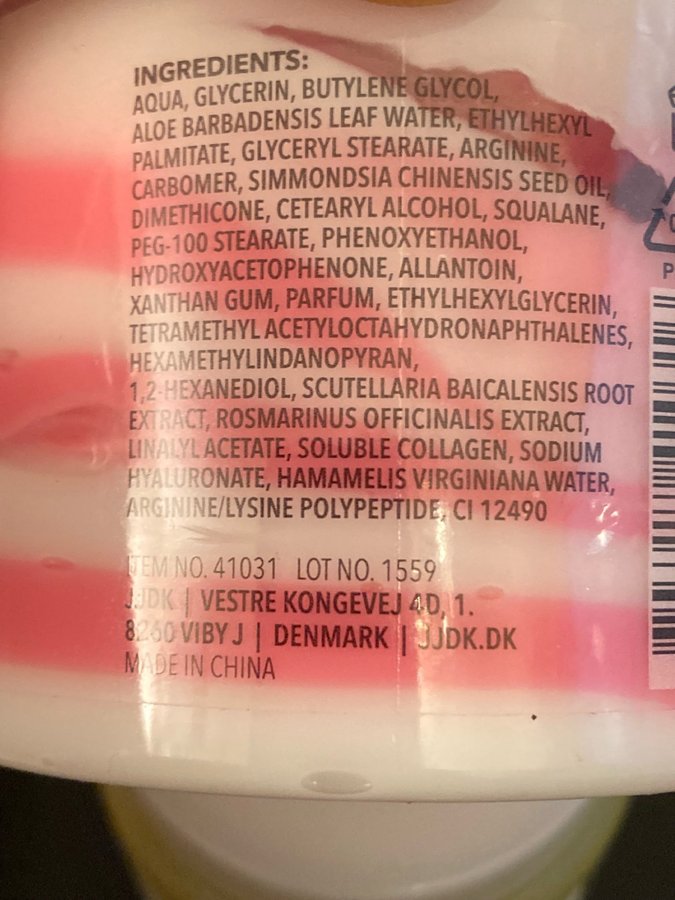 INGREDIENTS:
AQUA, GLYCERIN, BUTYLENE GLYCOL,
ALOE BARBADENSIS LEAF WATER, ETHYLHEXYL
PALMITATE, GLYCERYL STEARATE, ARGININE,
CARBOMER, SIMMONDSIA CHINENSIS SEED OIL,
DIMETHICONE, CETEARYL ALCOHOL, SQUALANE,
PEG-100 STEARATE, PHENOXYETHANOL,
HYDROXYACETOPHENONE, ALLANTOIN,
XANTHAN GUM, PARFUM, ETHYLHEXYLGLYCERIN,
TETRAMETHYL ACETYLOCTAHYDRONAPHTHALENES,
HEXAMETHYLINDANOPYRAN,
1,2-HEXANEDIOL, SCUTELLARIA BAICALENSIS ROOT
EXTRACT, ROSMARINUS OFFICINALIS EXTRACT,
LINALYL ACETATE, SOLUBLE COLLAGEN, SODIUM
HYALURONATE, HAMAMELIS VIRGINIANA WATER,
ARGININE/LYSINE POLYPEPTIDE, CI 12490
ITEM NO. 41031 LOT NO. 1559
JJDK | VESTRE KONGEVEJ 4D, 1.
VIBY J | DENMARK | JJDK.DK
MADE IN CHINA